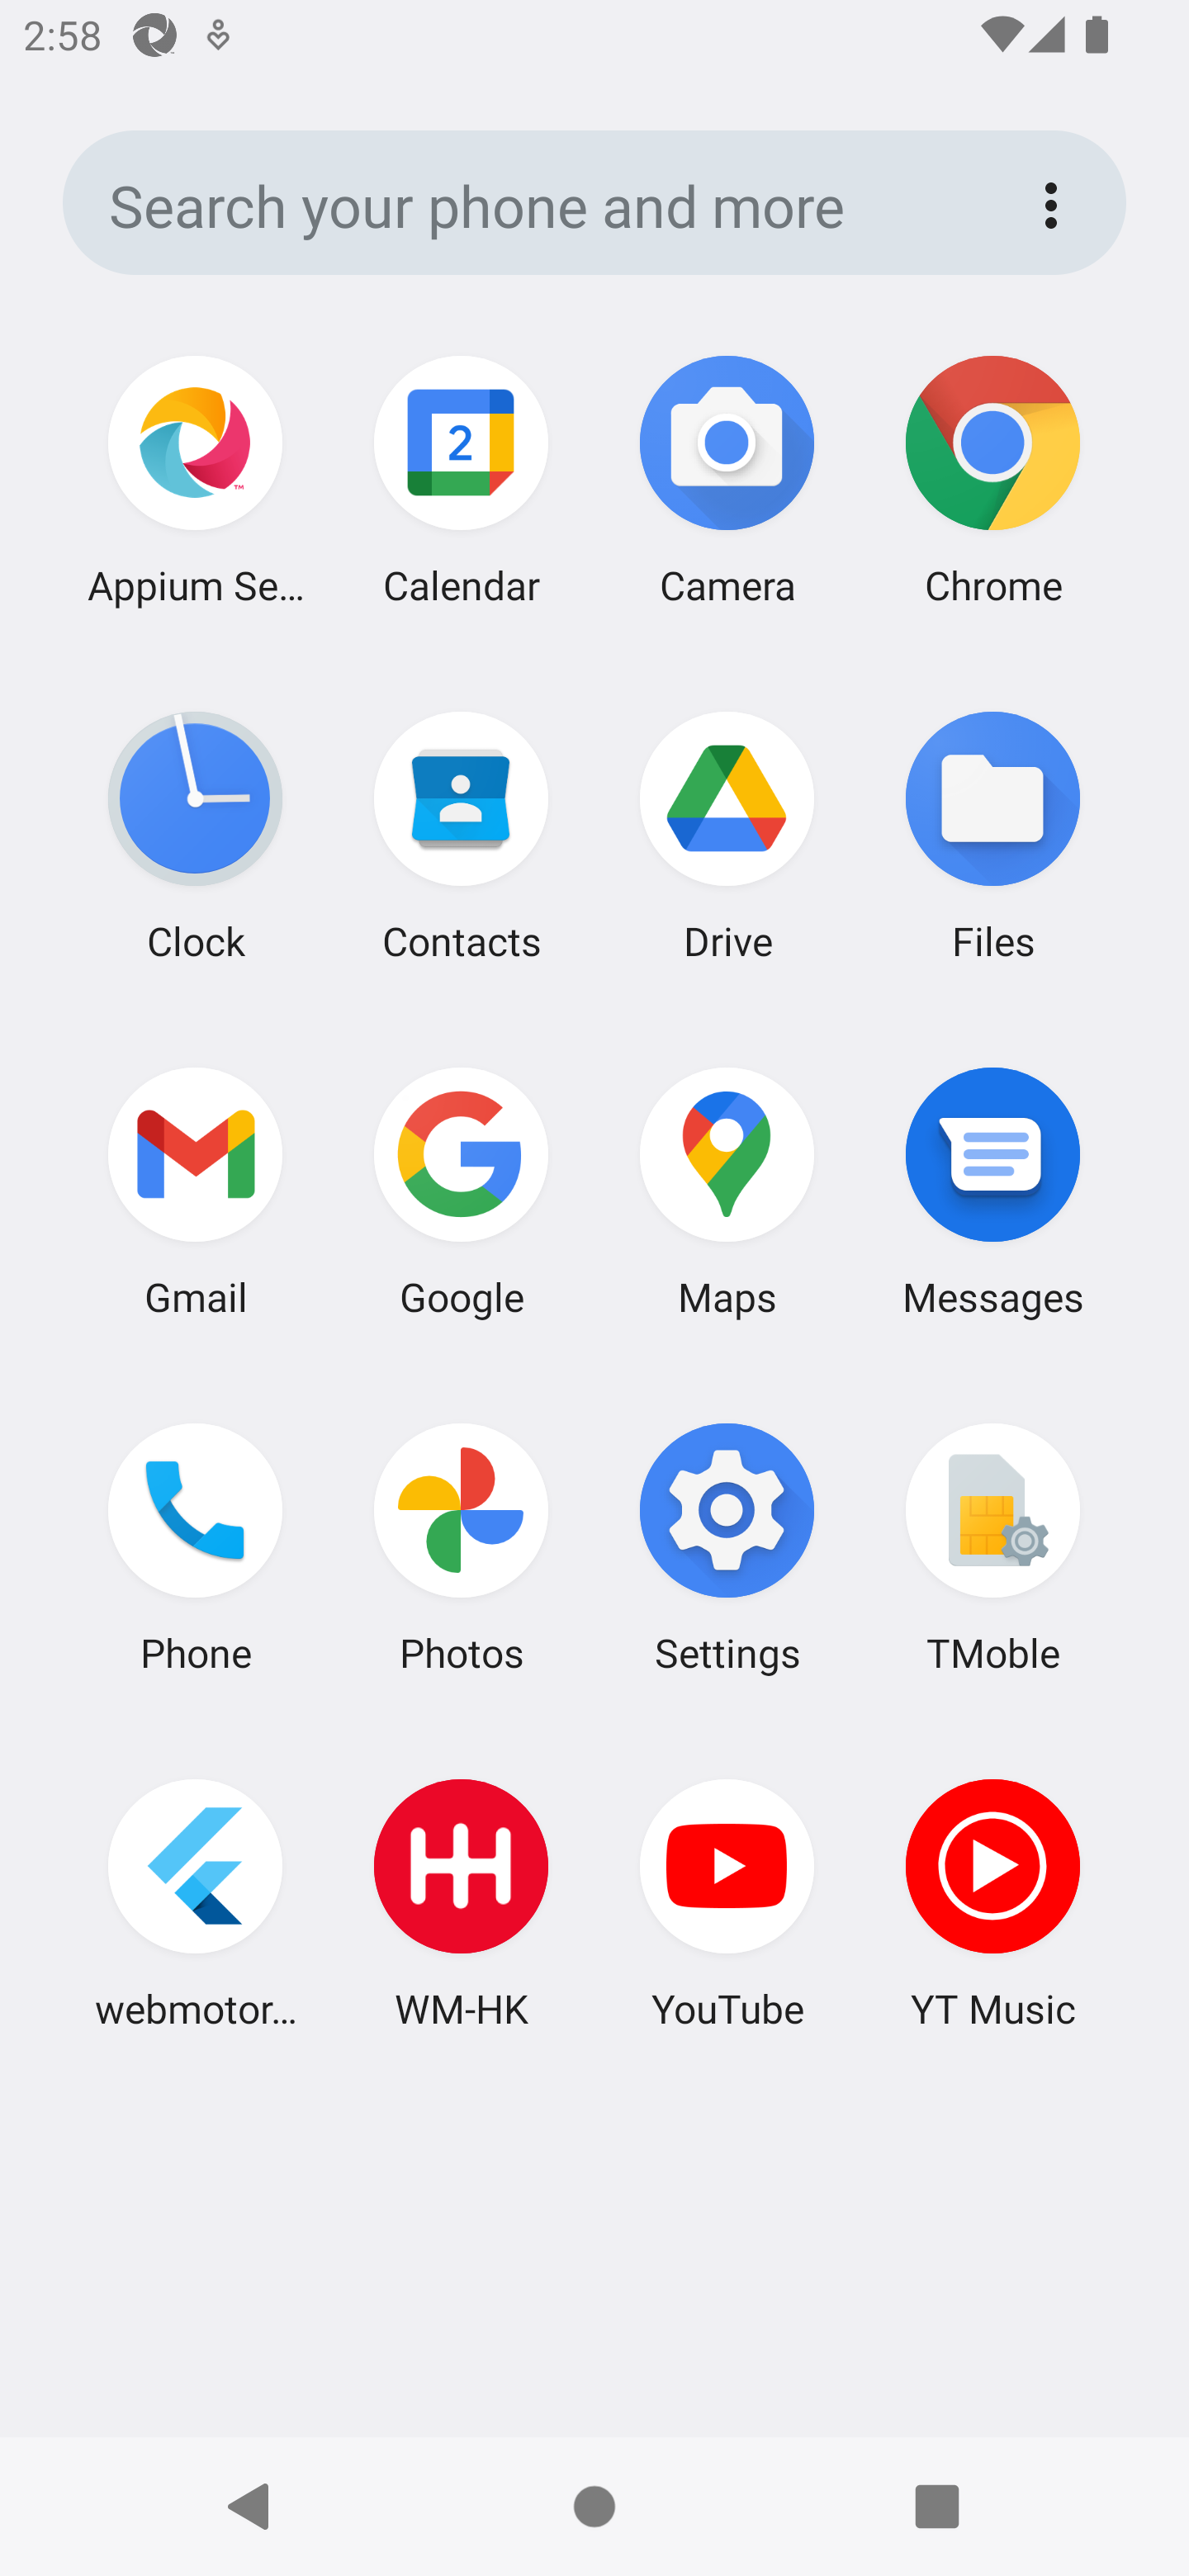 2:58
Search your phone and more
2
™
Appium Se… Calendar Camera Chrome
Clock Contacts Drive Files
Gmail Google Maps Messages
Phone Photos Settings TMoble
webmotor… WM-HK YouTube YT Music